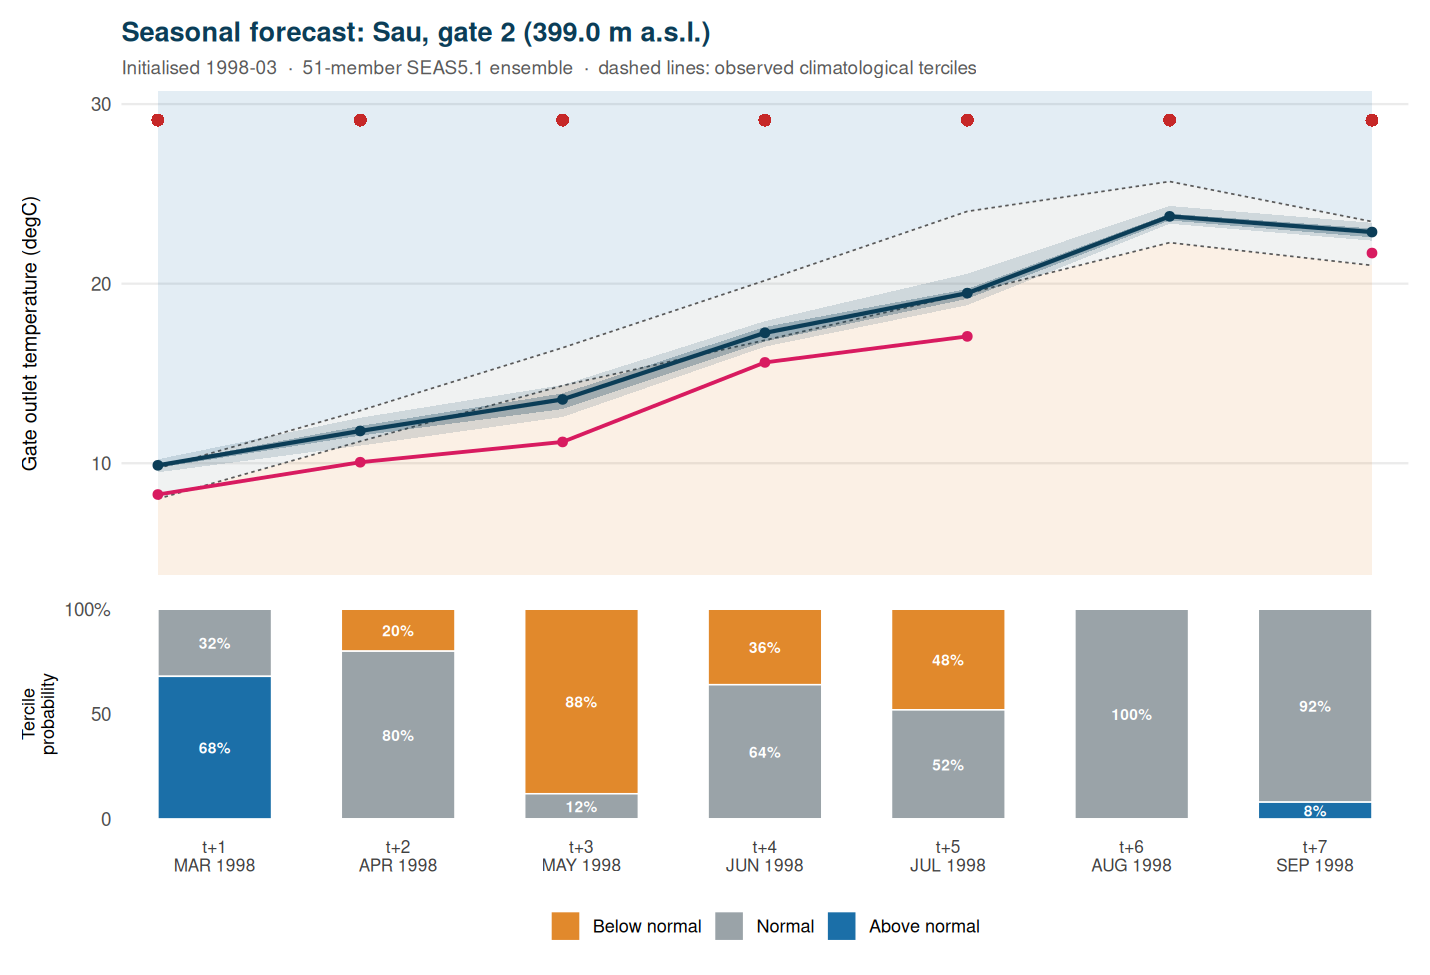 Seasonal forecast: Sau, gate 2 (399.0 m a.s.l.)
Initialised 1998-03 · 51-member SEAS5.1 ensemble · dashed lines: observed climatological terciles
Gate outlet temperature (degC)
30
20
10
Tercile
probability
100%
50
0
32%
68%
20%
80%
88%
12%
36%
64%
48%
52%
100%
92%
8%
t+1
MAR 1998
t+2
APR 1998
t+3
MAY 1998
t+4
JUN 1998
t+5
JUL 1998
t+6
AUG 1998
t+7
SEP 1998
Below normal
Normal
Above normal